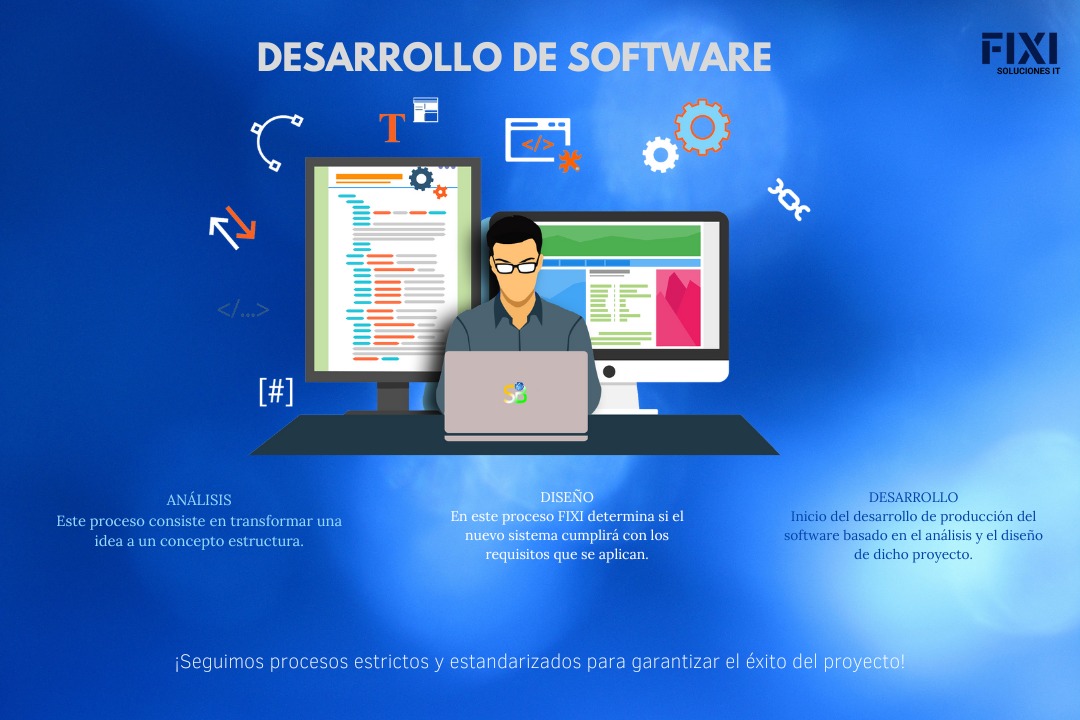 DESARROLLO DE SOFTWARE
FIXI
SOLUCIONES IT
T
</>
</...>
[#]
SB
ANÁLISIS
Este proceso consiste en transformar una
idea a un concepto estructura.
DISEÑO
En este proceso FIXI determina si el
nuevo sistema cumplirá con los
requisitos que se aplican.
DESARROLLO
Inicio del desarrollo de producción del
software basado en el análisis y el diseño
de dicho proyecto.
¡Seguimos procesos estrictos y estandarizados para garantizar el éxito del proyecto!